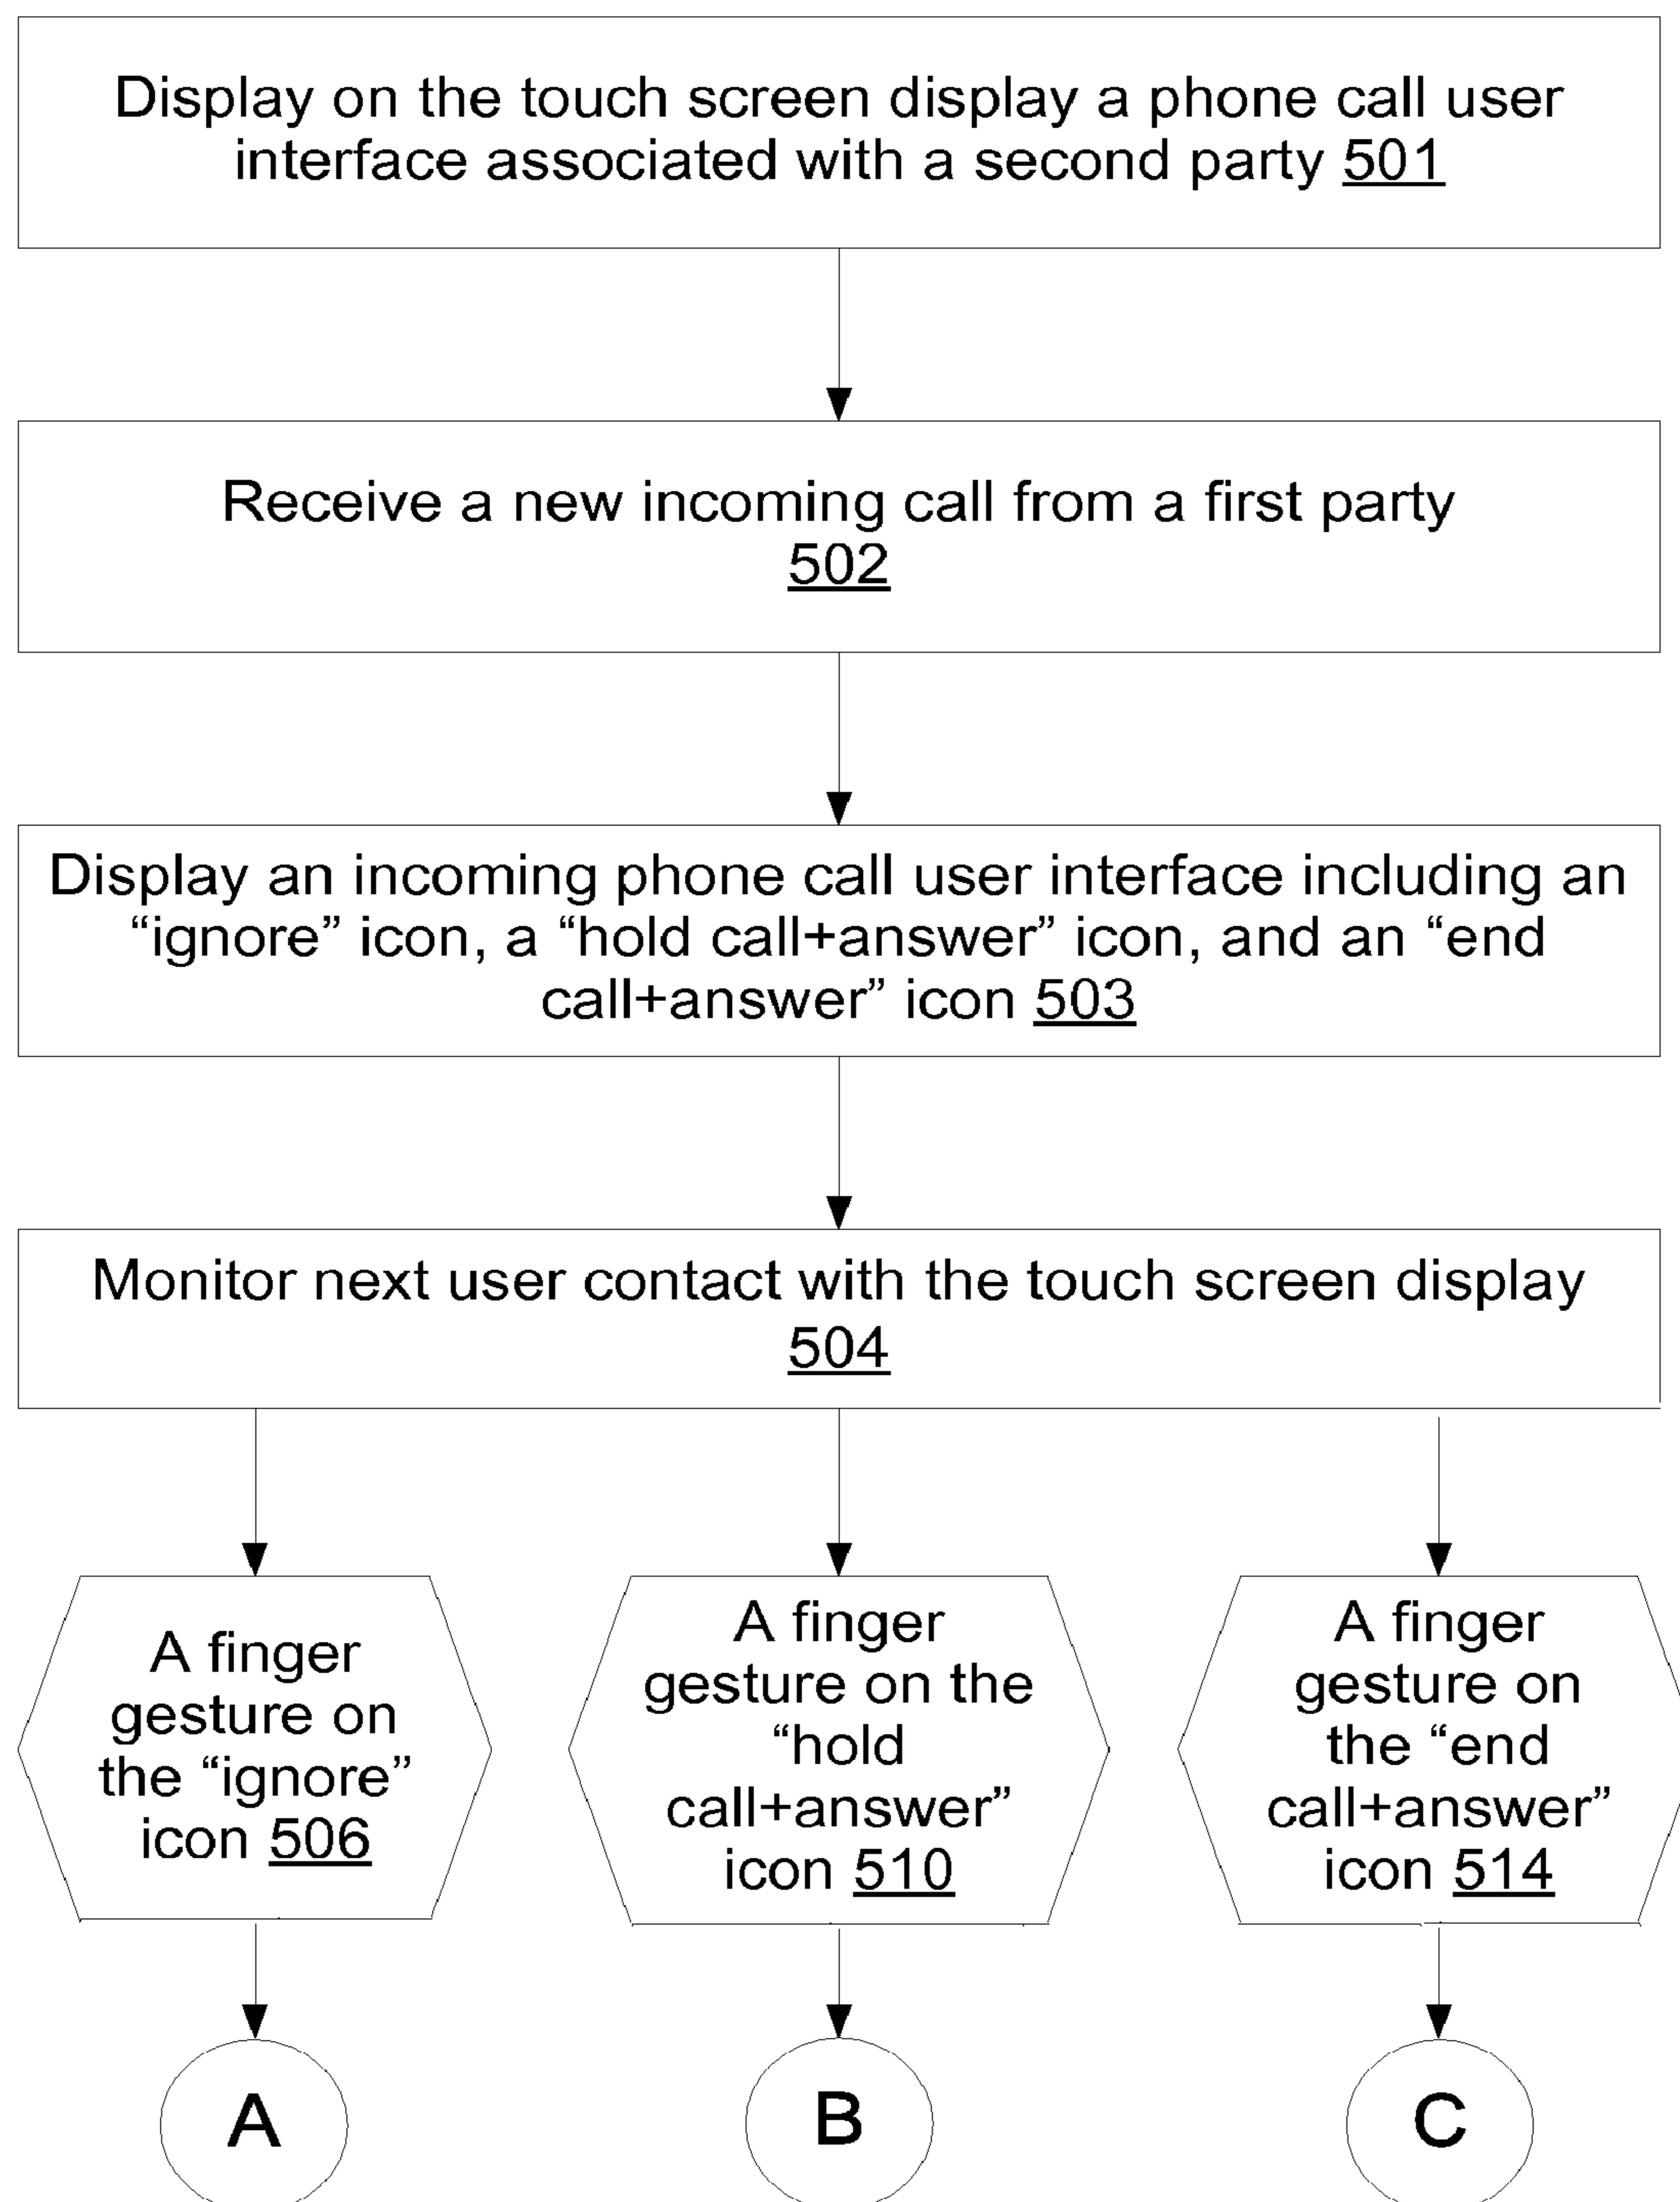 Display on the touch screen display a phone call user
interface associated with a second party 501
Receive a new incoming call from a first party
502
Display an incoming phone call user interface including an
“ignore” icon, a “hold call+answer” icon, and an “end
call+answer” icon 503
Monitor next user contact with the touch screen display
504
A finger
gesture on
the “ignore”
icon 506
A finger
gesture on the
“hold
call+answer”
icon 510
A finger
gesture on
the “end
call+answer”
icon 514
A
B
C